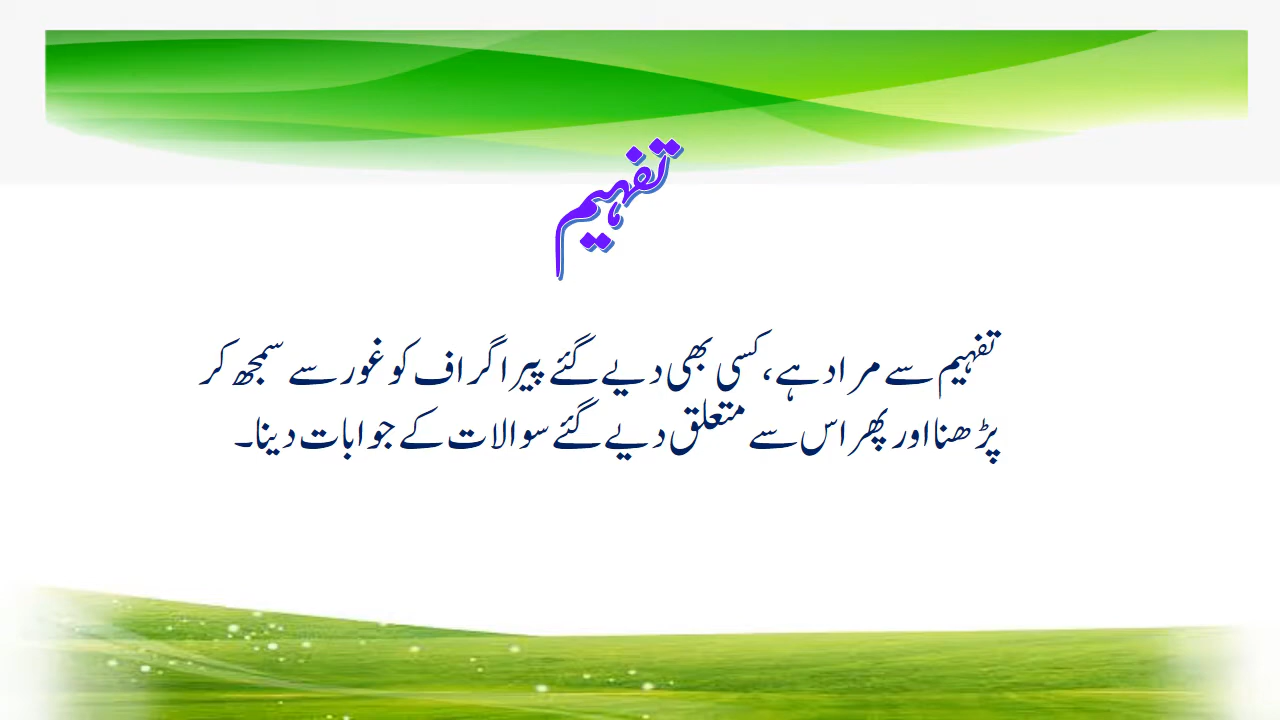 تفہیم
تفہیم سے مراد ہے، کسی بھی دیے گئے پیراگراف کو غور سے سمجھ کر
پڑھنا اور پھر اس سے متعلق دیے گئے سوالات کے جوابات دینا۔